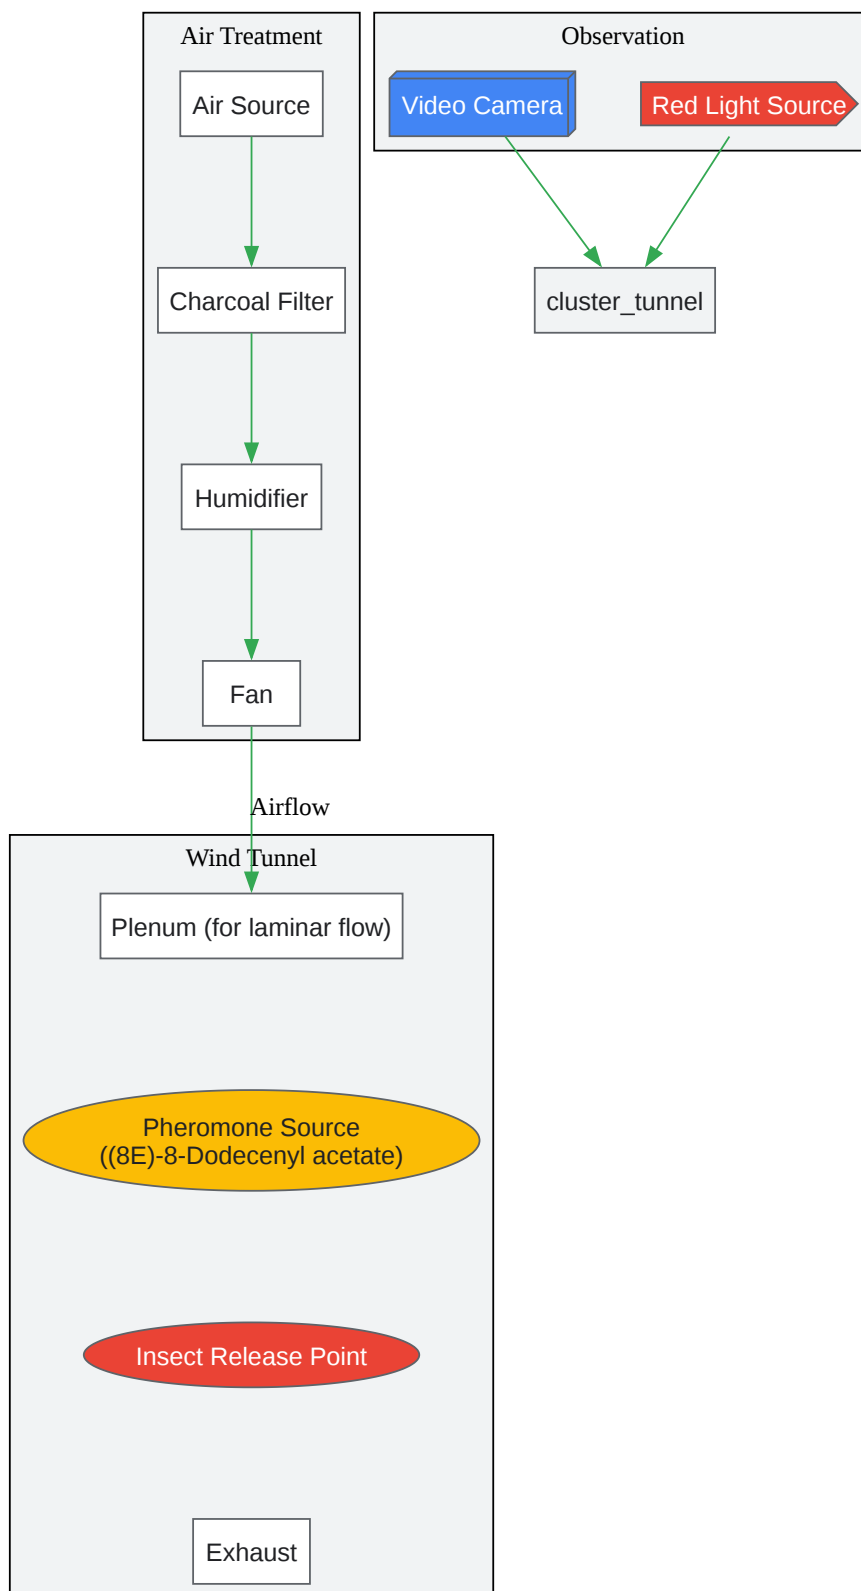 Air Treatment
Air Source
Charcoal Filter
Humidifier
Fan
Observation
Video Camera
Red Light Source
cluster_tunnel
Airflow
Wind Tunnel
Plenum (for laminar flow)
Pheromone Source
((8E)-8-Dodecenyl acetate)
Insect Release Point
Exhaust